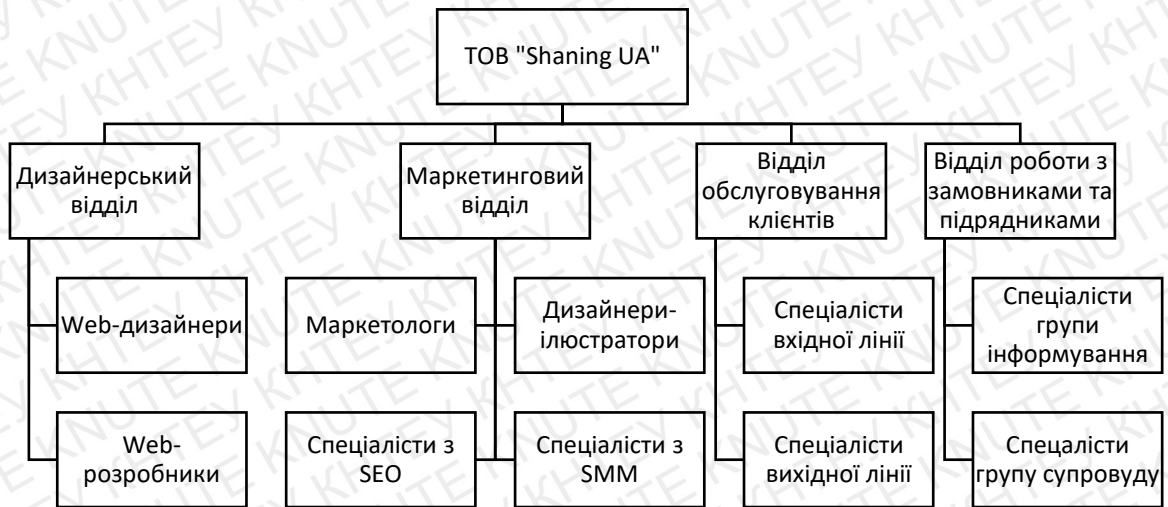 ТОВ "Shaning UA"
Дизайнерський
відділ
Маркетинговий
відділ
Відділ
обслуговування
клієнтів
Відділ роботи з
замовниками та
підрядниками
Web-дизайнери
Маркетологи
Дизайнери-
ілюстратори
Спеціалісти
вхідної лінії
Спеціалісти
групи
інформування
Web-
розробники
Спеціалісти з
SEO
Спеціалісти з
SMM
Спеціалісти
вихідної лінії
Спецалісти
групу супровуду